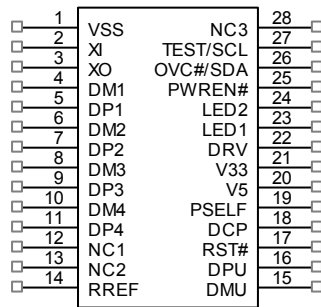 1 VSS NC3 28
2 XI TEST/SCL 27
3 XO OVC#/SDA 26
4 DM1 PWREN# 25
5 DP1 LED2 24
6 DM2 LED1 23
7 DP2 DRV 22
8 DM3 V33 21
9 DP3 V5 20
10 DM4 PSELF 19
11 DP4 DCP 18
12 NC1 RST# 17
13 NC2 DPU 16
14 RREF DMU 15